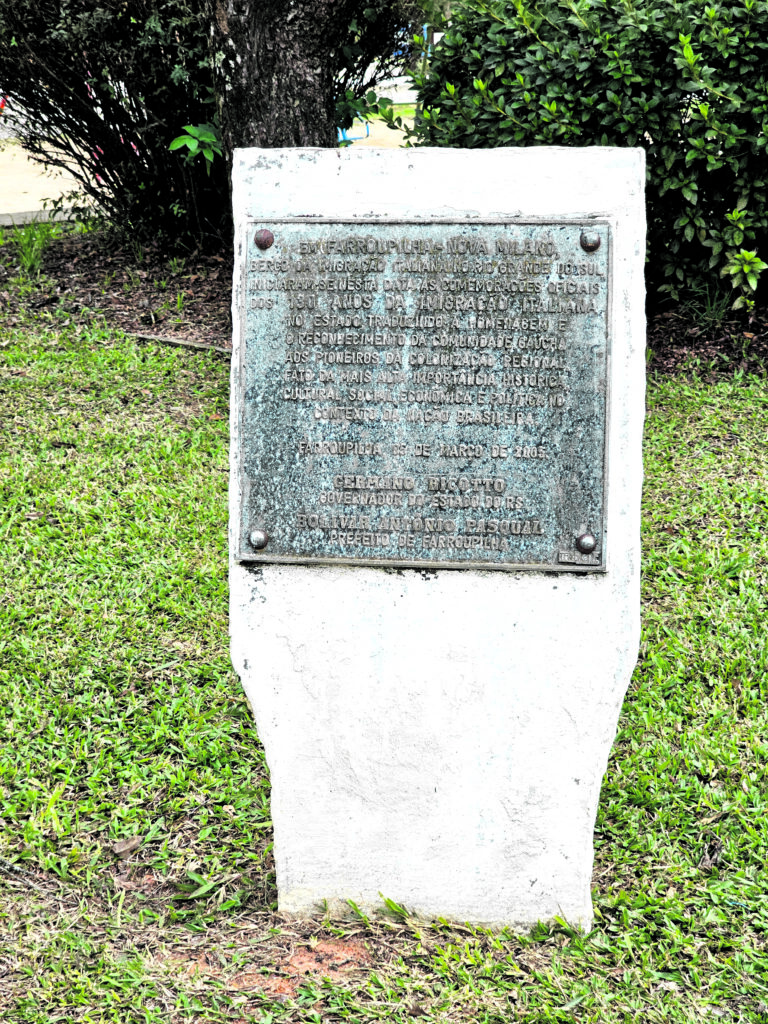 EM FARROUPILHA - NOVA MILANO,
BERÇO DA IMIGRAÇÃO ITALIANA NO RIO GRANDE DO SUL
INICIARAM-SE NESTA DATA, AS COMEMORAÇÕES OFICIAIS
DOS 130 ANOS DA IMIGRAÇÃO ITALIANA
NO ESTADO TRADUZINDO A HOMENAGEM E
O RECONHECIMENTO DA COMUNIDADE GAÚCHA
AOS PIONEIROS DA COLONIZAÇÃO REGIONAL
FATO DA MAIS ALTA IMPORTÂNCIA HISTÓRICA,
CULTURAL SOCIAL ECONÔMICA E POLÍTICA NO
CONTEXTO DA NAÇÃO BRASILEIRA
FARROUPILHA 05 DE MARÇO DE 2005.
GERMANO RIGOTTO
GOVERNADOR DO ESTADO DO RS
BOLIVAR ANTONIO PASQUAL
PREFEITO DE FARROUPILHA